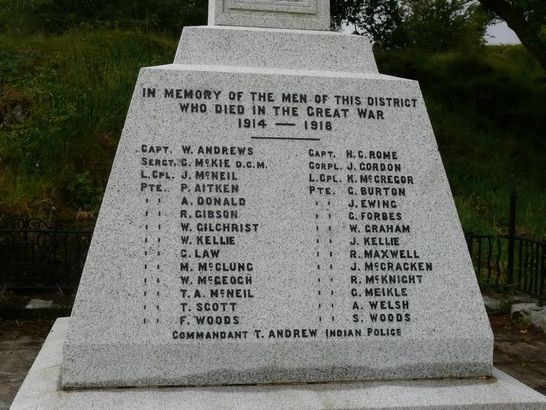 IN MEMORY OF THE MEN OF THIS DISTRICT
WHO DIED IN THE GREAT WAR
1914 — 1918
CAPT. W. ANDREWS
SERGT. G. McKIE D.C.M.
L.CPL. J. McNEIL
PTE. P. AITKEN
" A. DONALD
" R. GIBSON
" W. GILCHRIST
" W. KELLIE
" G. LAW
" M. McCLUNG
" W. McGEOCH
" T. A. McNEIL
" T. SCOTT
" F. WOODS
CAPT. H. C. ROME
CORPL. J. GORDON
L.CPL. K. McGREGOR
PTE. G. BURTON
" J. EWING
" G. FORBES
" W. GRAHAM
" J. KELLIE
" R. MAXWELL
" J. McCRACKEN
" R. McKNIGHT
" G. MEIKLE
" A. WELSH
" S. WOODS
COMMANDANT T. ANDREW INDIAN POLICE